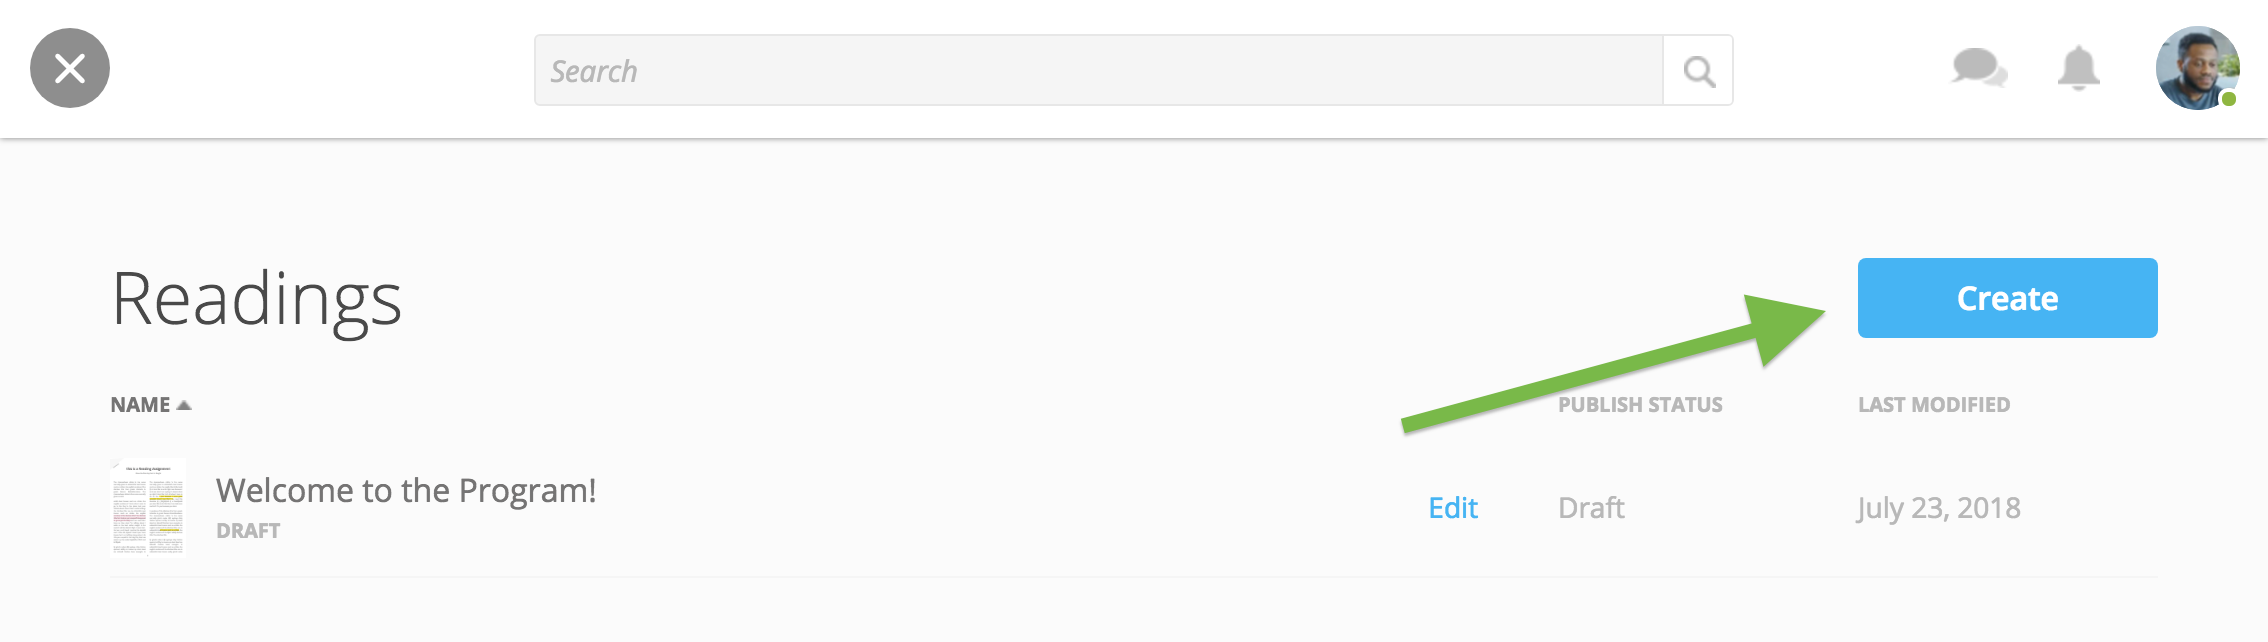 Search
Readings
Create
NAME
PUBLISH STATUS
LAST MODIFIED
Welcome to the Program!
DRAFT
Edit
Draft
July 23, 2018